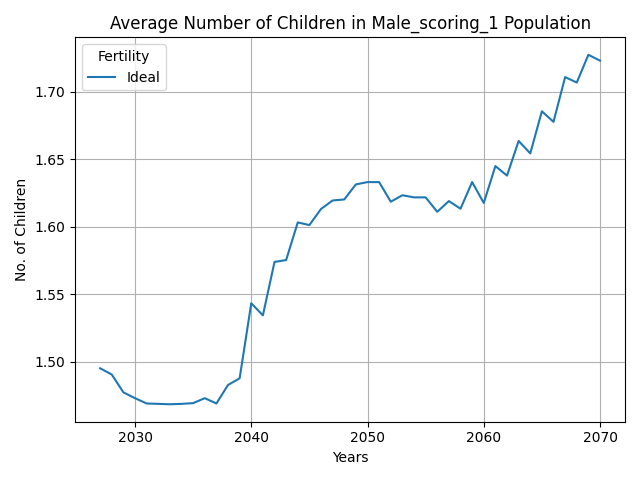 Average Number of Children in Male_scoring_1 Population
Fertility
Ideal
No. of Children
1.70
1.65
1.60
1.55
1.50
2030 2040 2050 2060 2070
Years